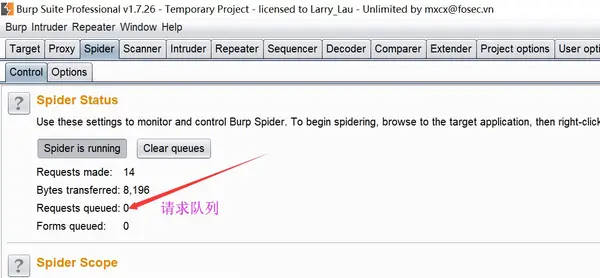 Burp Suite Professional v1.7.26 - Temporary Project - licensed to Larry_Lau - Unlimited by mxcx@fosec.vn
Burp Intruder Repeater Window Help
Target Proxy Spider Scanner Intruder Repeater Sequencer Decoder Comparer Extender Project options User opti
Control Options
? Spider Status
Use these settings to monitor and control Burp Spider. To begin spidering, browse to the target application, then right-click
Spider is running Clear queues
Requests made: 14
Bytes transferred: 8,196
Requests queued: 0 请求队列
Forms queued: 0
? Spider Scope